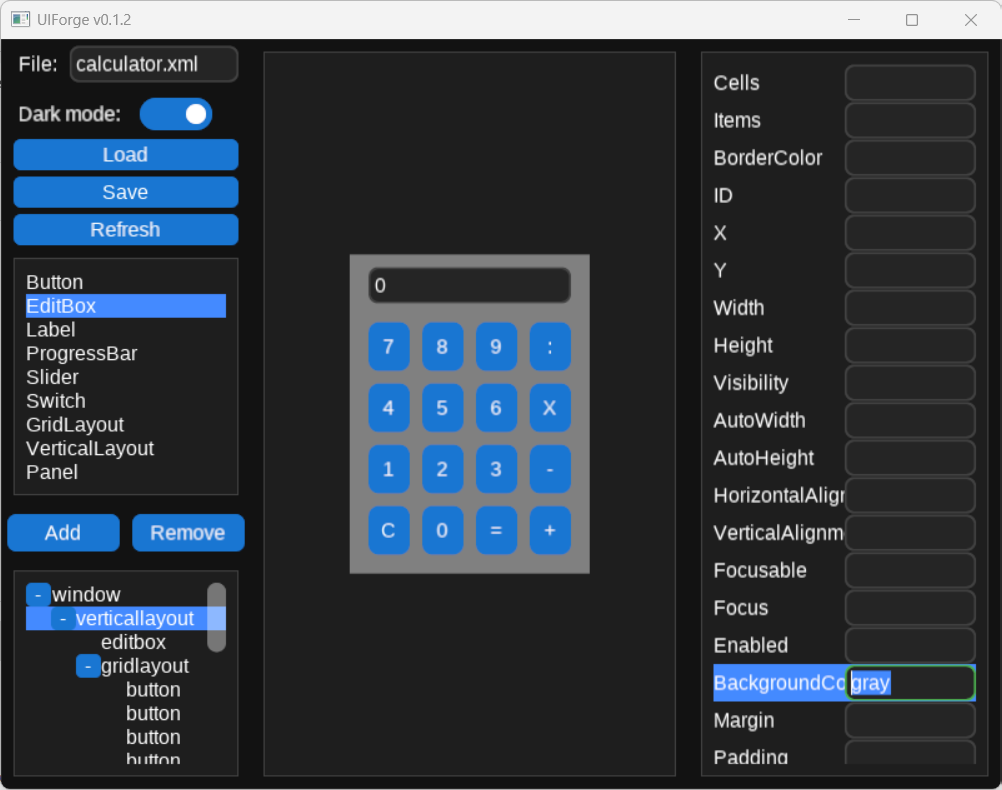 UIForge v0.1.2
File: calculator.xml
Dark mode:
Load
Save
Refresh
Button
EditBox
Label
ProgressBar
Slider
Switch
GridLayout
VerticalLayout
Panel
Add Remove
- window
- verticallayout
editbox
- gridlayout
button
button
button
button
0
7 8 9 :
4 5 6 X
1 2 3 -
C 0 = +
Cells
Items
BorderColor
ID
X
Y
Width
Height
Visibility
AutoWidth
AutoHeight
HorizontalAlign
VerticalAlignm
Focusable
Focus
Enabled
BackgroundCo gray
Margin
Padding